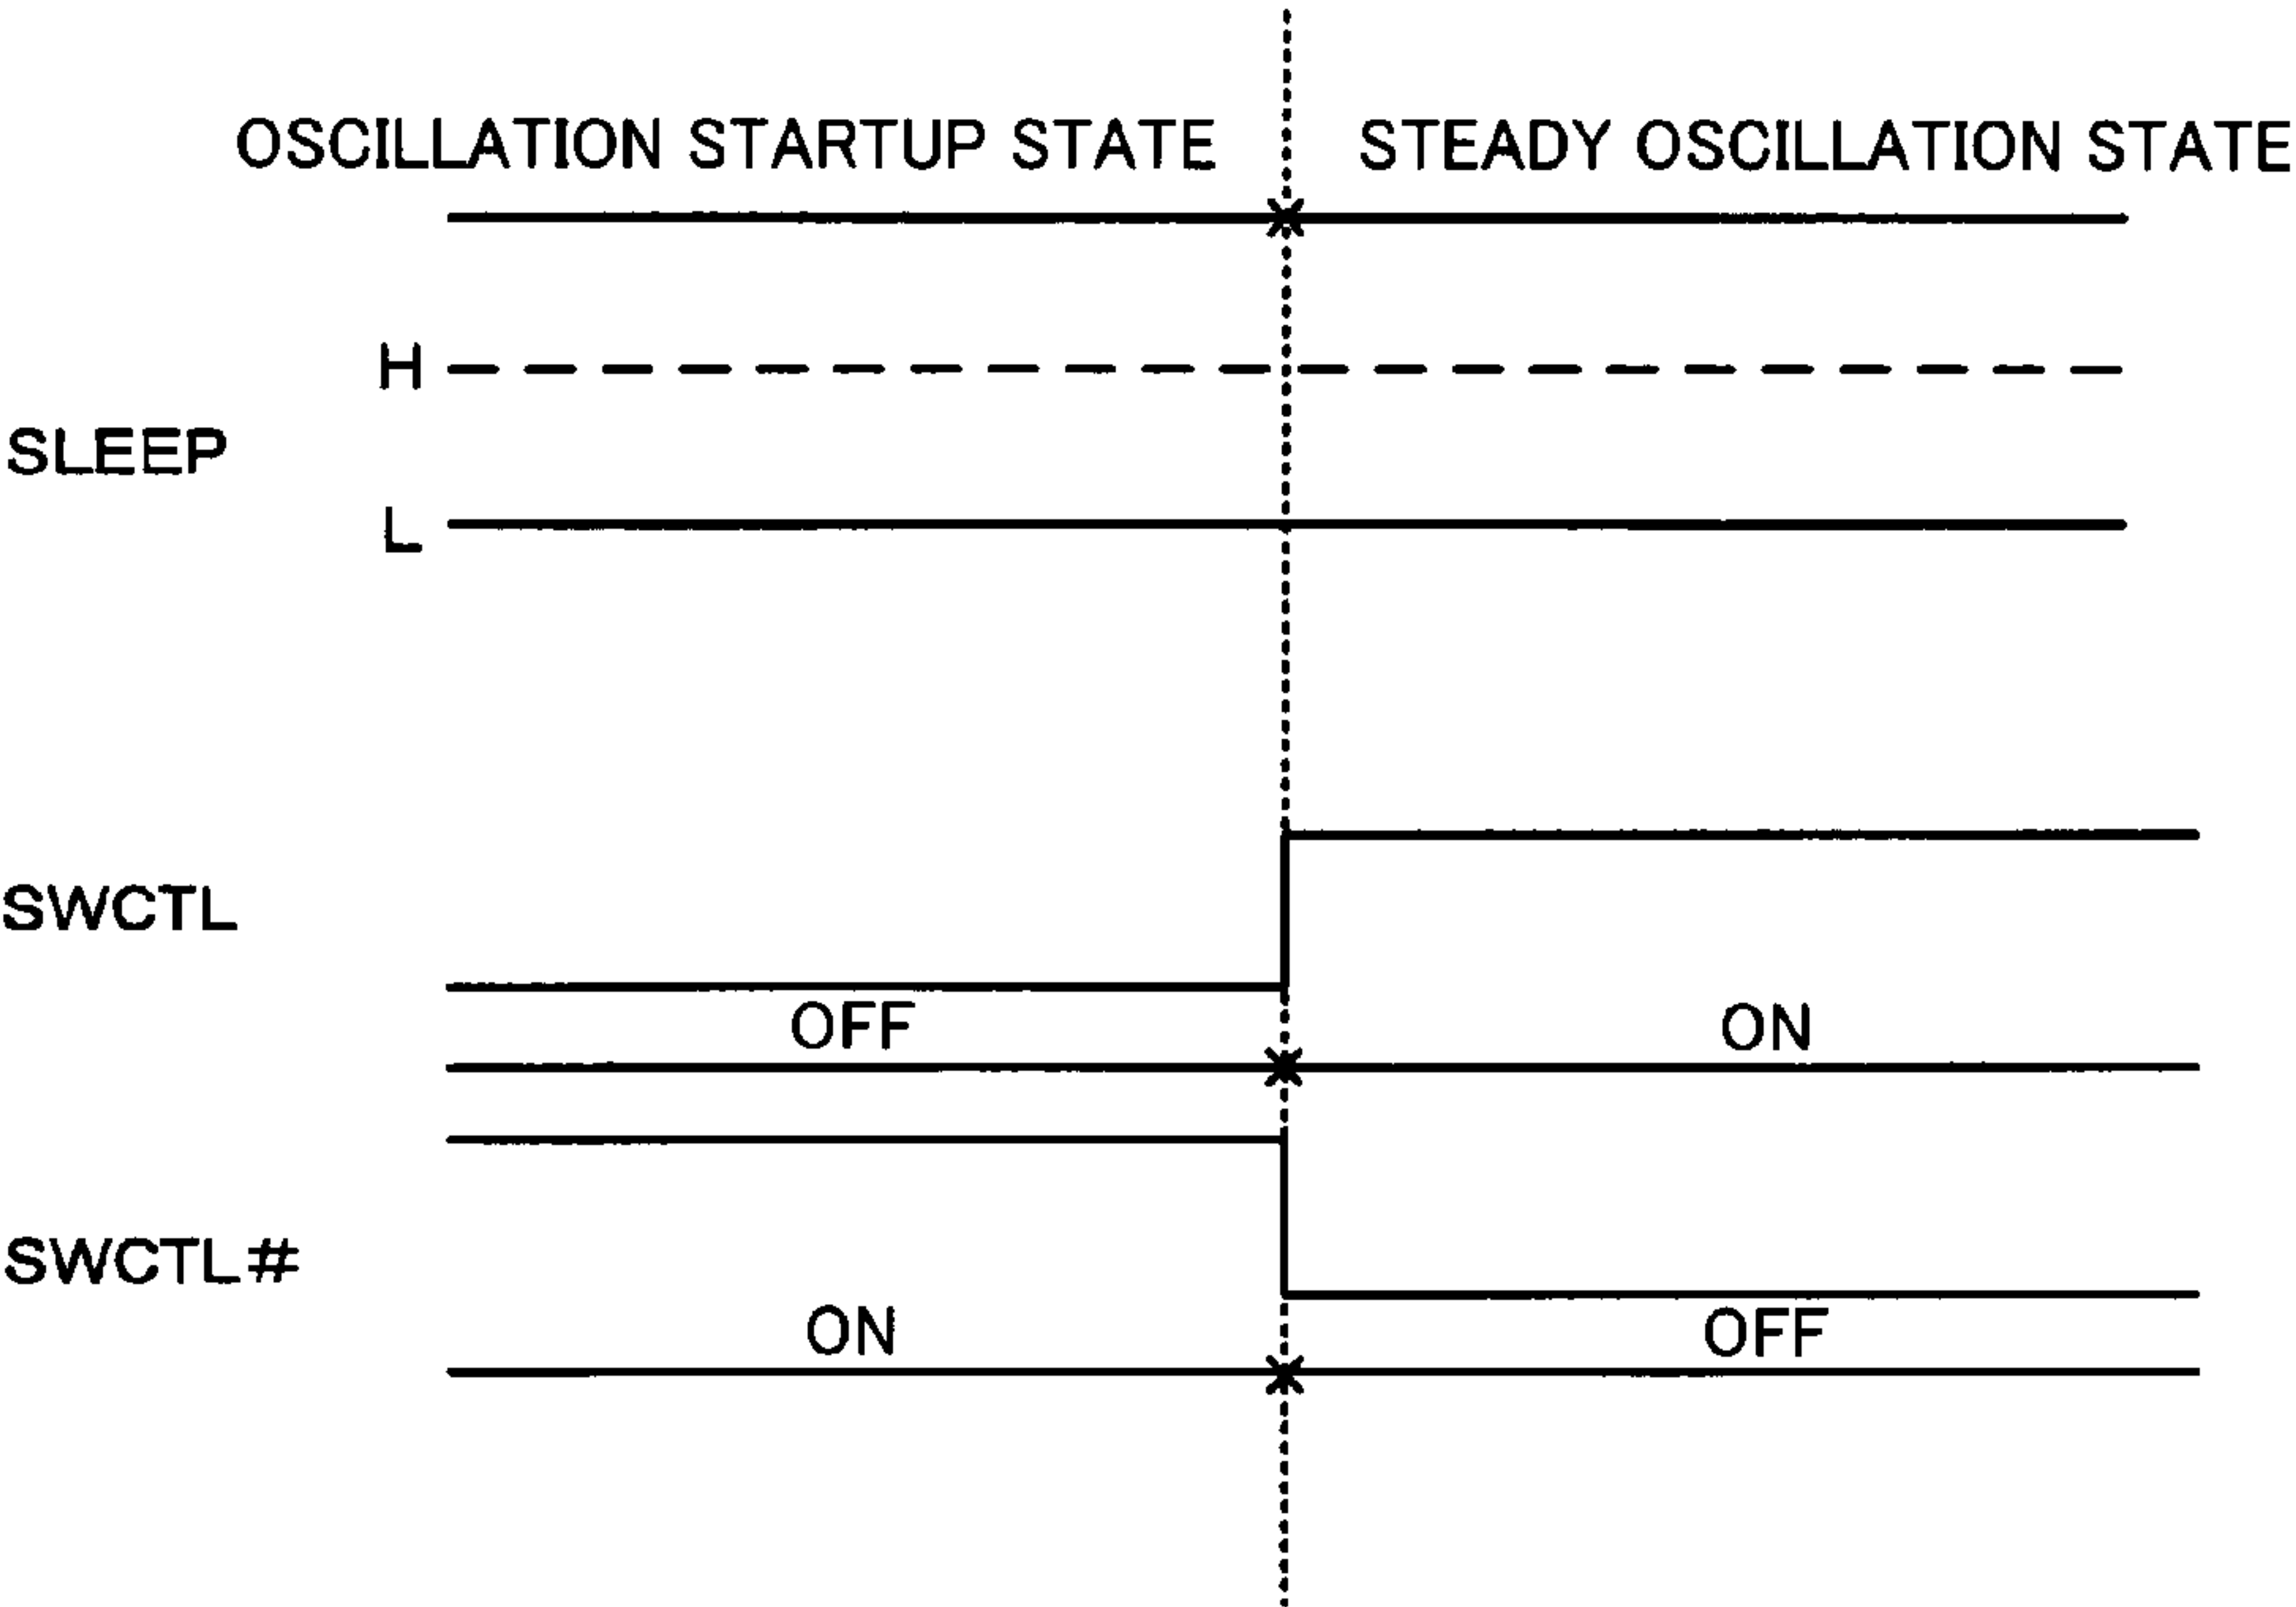 OSCILLATION STARTUP STATE STEADY OSCILLATION STATE
H
SLEEP
L
SWCTL
OFF ON
SWCTL#
ON OFF